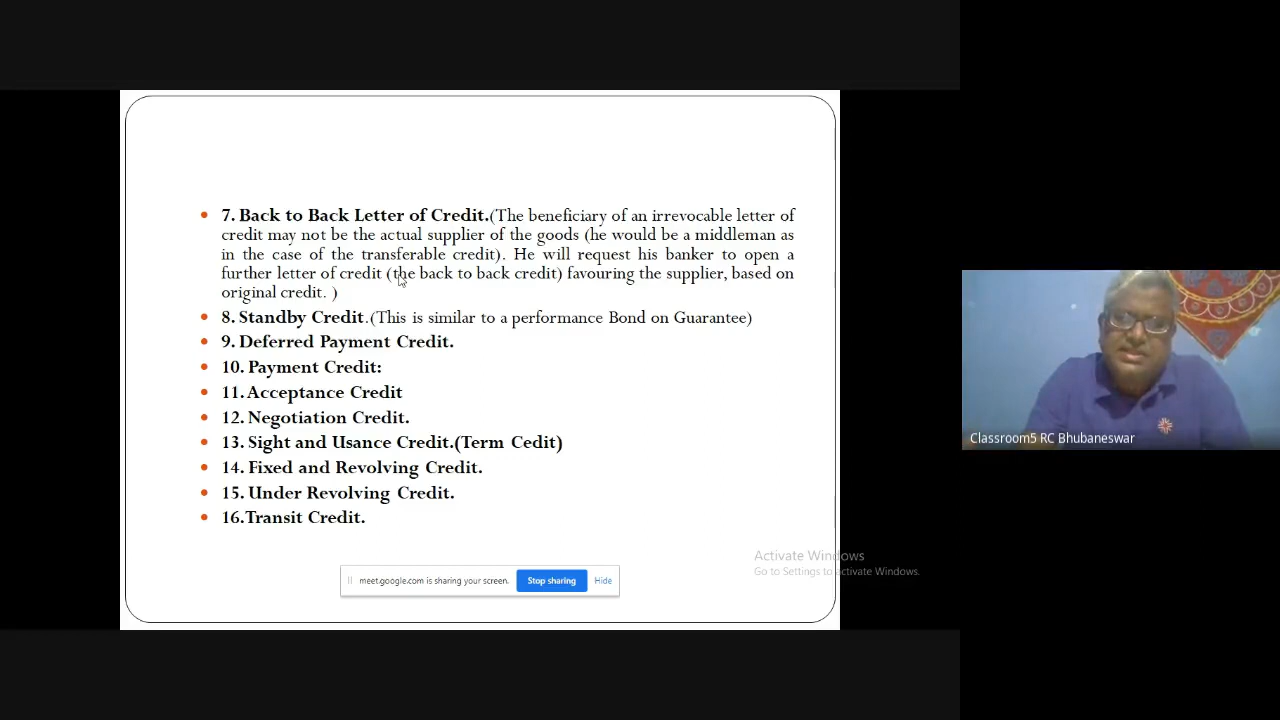 7. Back to Back Letter of Credit.(The beneficiary of an irrevocable letter of
credit may not be the actual supplier of the goods (he would be a middleman as
in the case of the transferable credit). He will request his banker to open a
further letter of credit (the back to back credit) favouring the supplier, based on
original credit. )
8. Standby Credit.(This is similar to a performance Bond on Guarantee)
9. Deferred Payment Credit.
10. Payment Credit:
11. Acceptance Credit
12. Negotiation Credit.
13. Sight and Usance Credit.(Term Cedit)
14. Fixed and Revolving Credit.
15. Under Revolving Credit.
16.Transit Credit.
meet.google.com is sharing your screen. Stop sharing Hide
Activate Windows
Go to Settings to activate Windows.
Classroom5 RC Bhubaneswar